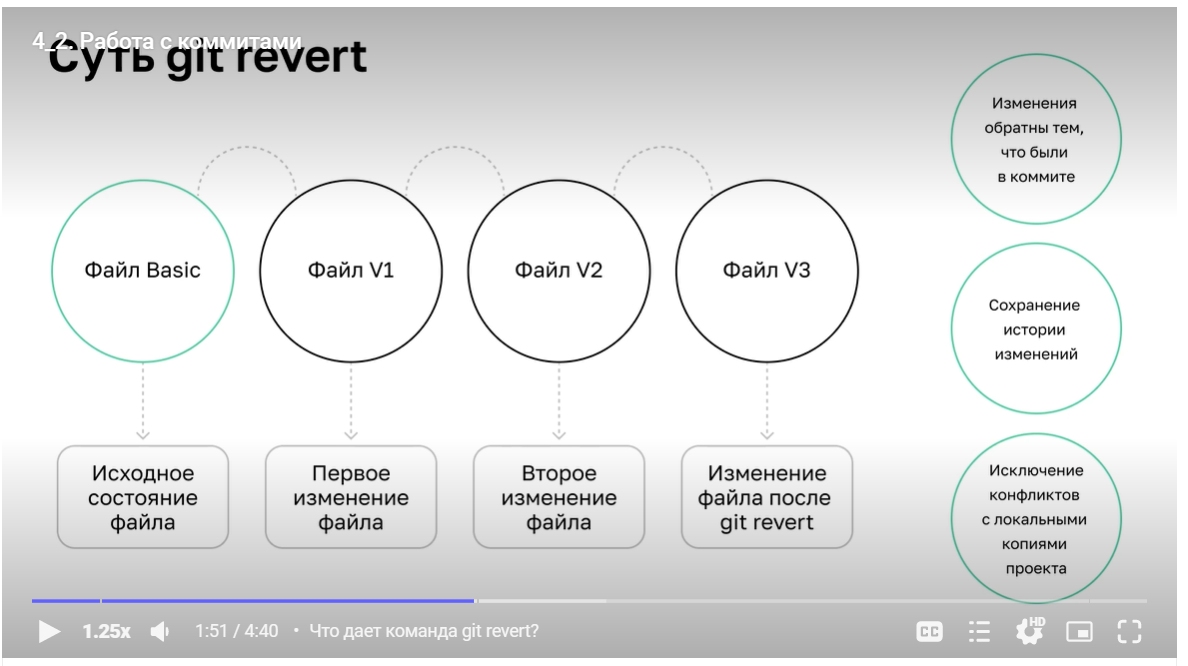 4_2. Работа с коммитами
Суть git revert
Изменения
обратны тем,
что были
в коммите
Файл Basic
Файл V1
Файл V2
Файл V3
Сохранение
истории
изменений
Исходное
состояние
файла
Первое
изменение
файла
Второе
изменение
файла
Изменение
файла после
git revert
Исключение
конфликтов
с локальными
копиями
проекта
1.25x
1:51 / 4:40 • Что дает команда git revert?
CC
HD